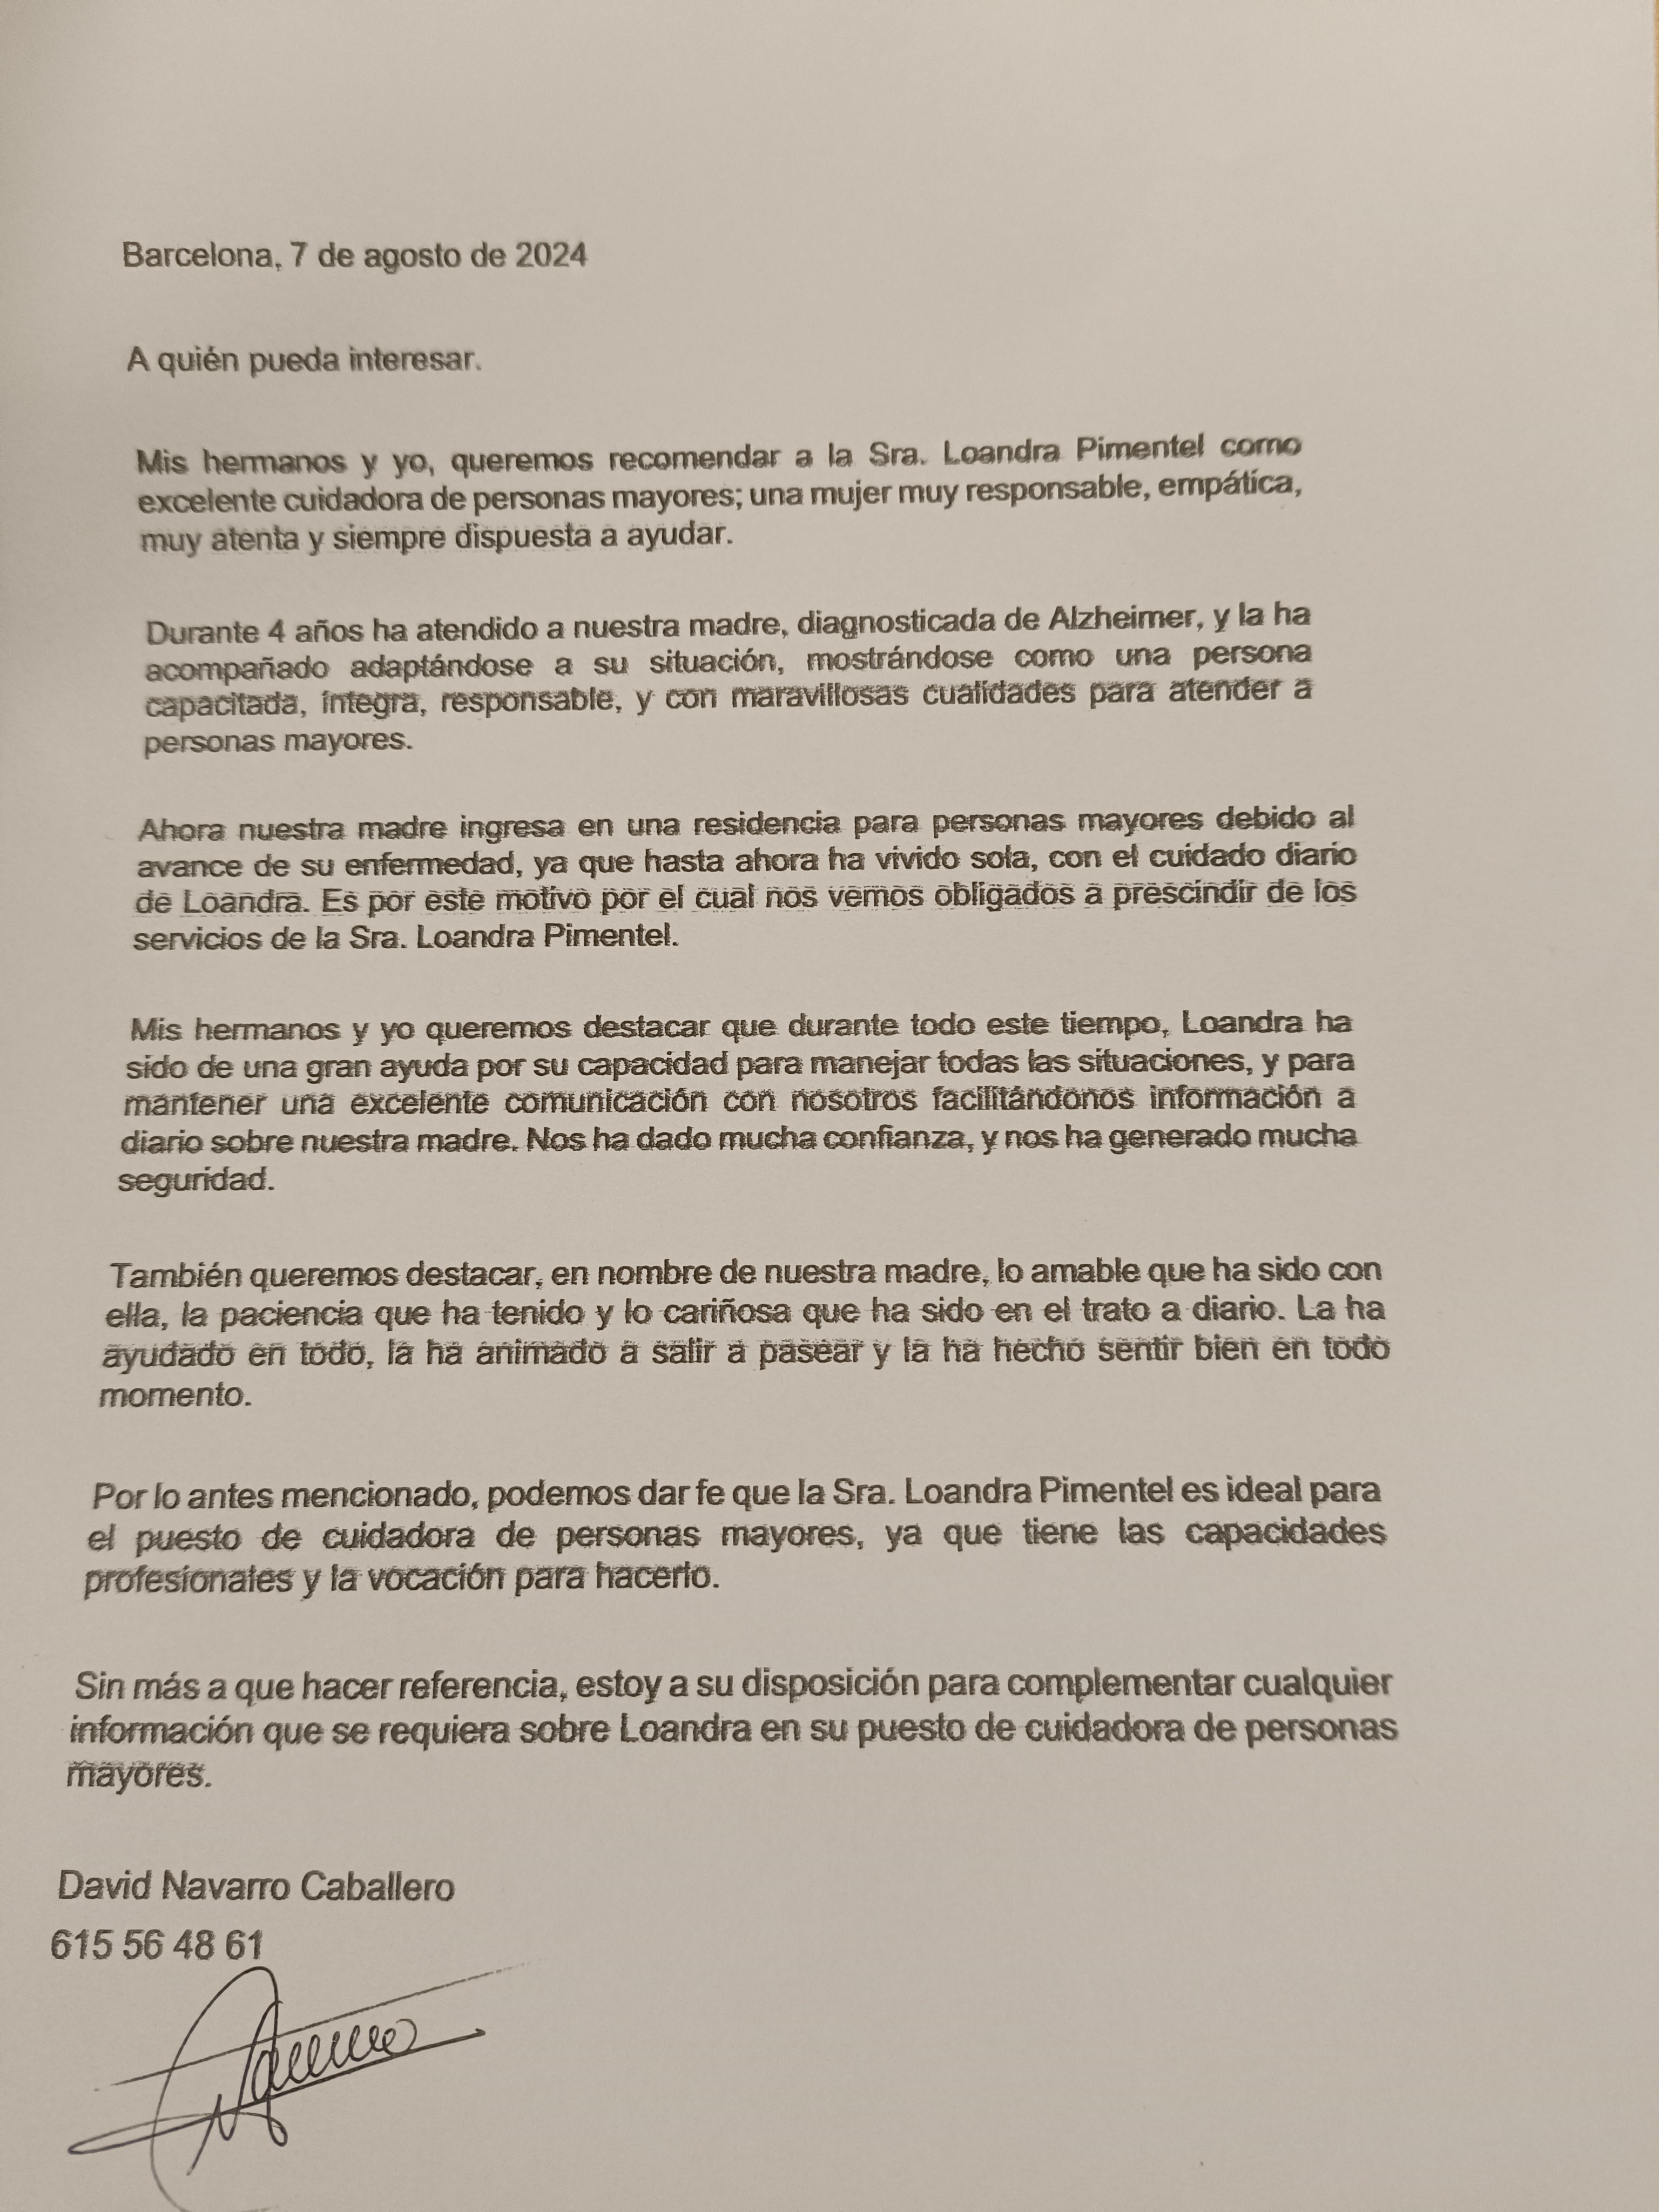 Barcelona, 7 de agosto de 2024
A quién pueda interesar.
Mis hermanos y yo, queremos recomendar a la Sra. Loandra Pimentel como
excelente cuidadora de personas mayores; una mujer muy responsable, empática,
muy atenta y siempre dispuesta a ayudar.
Durante 4 años ha atendido a nuestra madre, diagnosticada de Alzheimer, y la ha
acompañado adaptándose a su situación, mostrándose como una persona
capacitada, íntegra, responsable, y con maravillosas cualidades para atender a
personas mayores.
Ahora nuestra madre ingresa en una residencia para personas mayores debido al
avance de su enfermedad, ya que hasta ahora ha vivido sola, con el cuidado diario
de Loandra. Es por este motivo por el cual nos vemos obligados a prescindir de los
servicios de la Sra. Loandra Pimentel.
Mis hermanos y yo queremos destacar que durante todo este tiempo, Loandra ha
sido de una gran ayuda por su capacidad para manejar todas las situaciones, y para
mantener una excelente comunicación con nosotros facilitándonos información a
diario sobre nuestra madre. Nos ha dado mucha confianza, y nos ha generado mucha
seguridad.
También queremos destacar, en nombre de nuestra madre, lo amable que ha sido con
ella, la paciencia que ha tenido y lo cariñosa que ha sido en el trato a diario. La ha
ayudado en todo, la ha animado a salir a pasear y la ha hecho sentir bien en todo
momento.
Por lo antes mencionado, podemos dar fe que la Sra. Loandra Pimentel es ideal para
el puesto de cuidadora de personas mayores, ya que tiene las capacidades
profesionales y la vocación para hacerlo.
Sin más a que hacer referencia, estoy a su disposición para complementar cualquier
información que se requiera sobre Loandra en su puesto de cuidadora de personas
mayores.
David Navarro Caballero
615 56 48 61